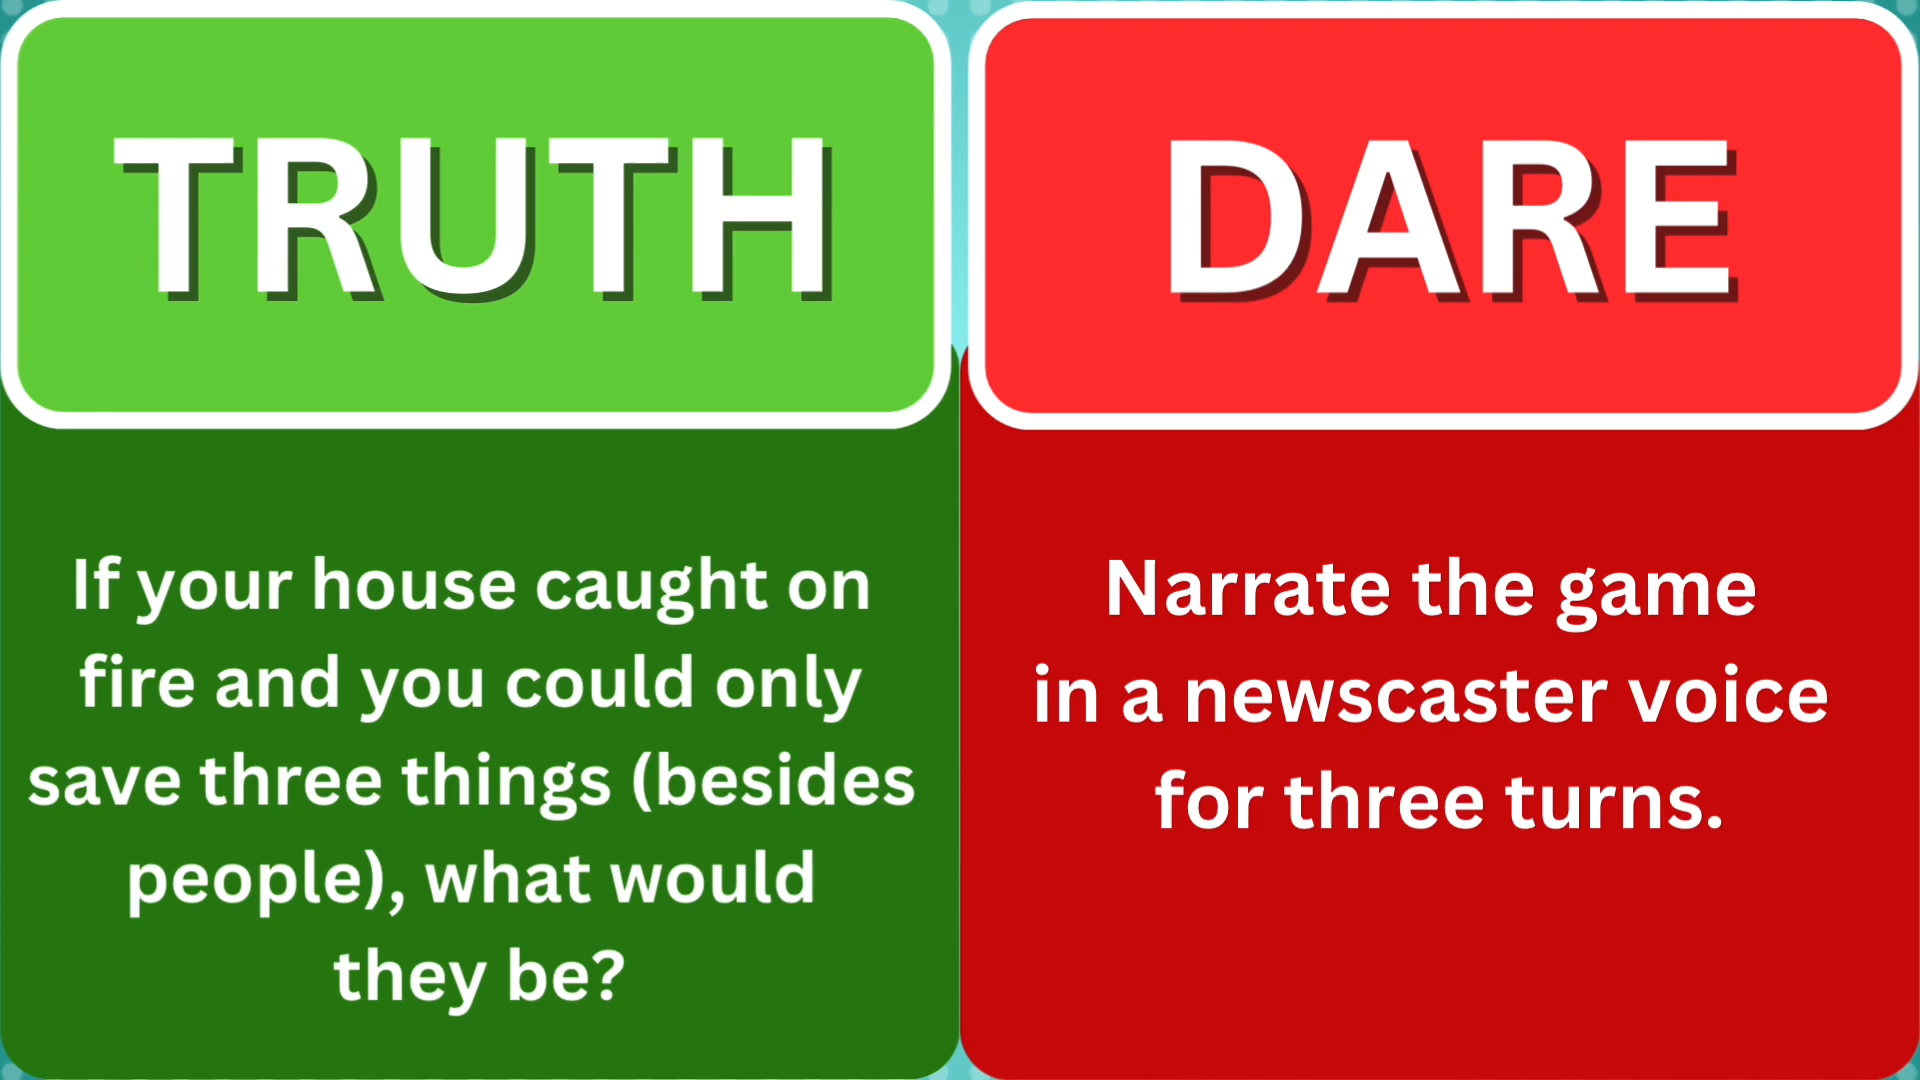 TRUTH
If your house caught on
fire and you could only
save three things (besides
people), what would
they be?
DARE
Narrate the game
in a newscaster voice
for three turns.